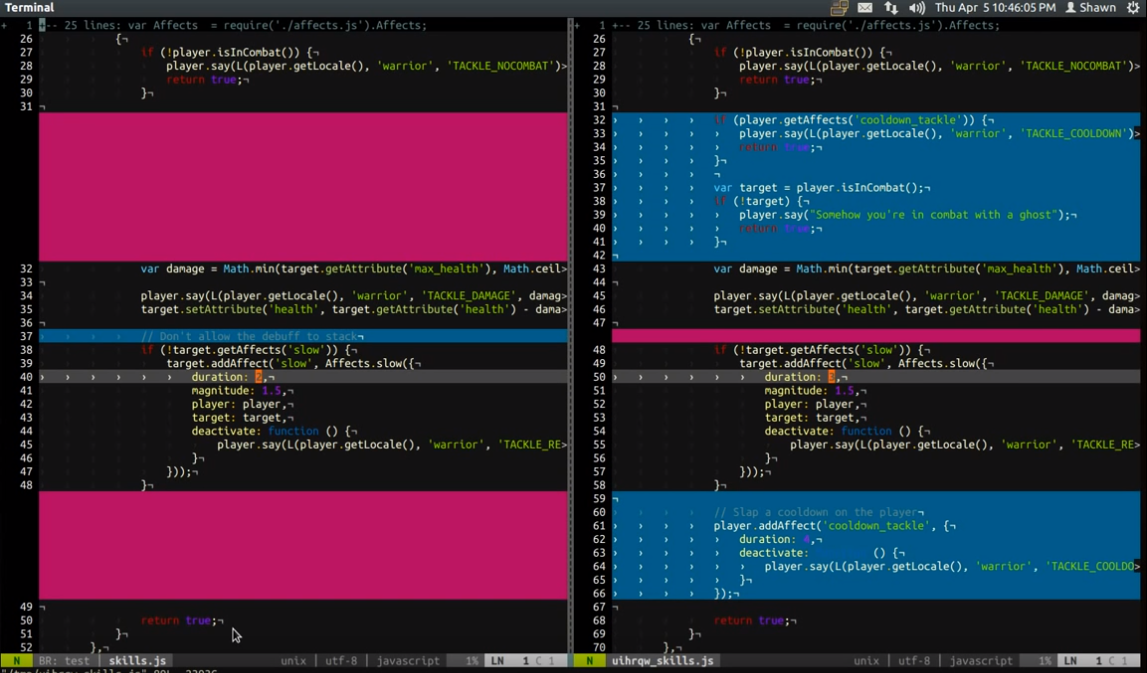 Terminal
Thu Apr 5 10:46:05 PM Shawn
+ 1 +-- 25 lines: var Affects = require('./affects.js').Affects;
26 {¬
27 if (!player.isInCombat()) {¬
28 player.say(L(player.getLocale(), 'warrior', 'TACKLE_NOCOMBAT')>
29 return true;¬
30 }¬
31 ¬
32 var damage = Math.min(target.getAttribute('max_health'), Math.ceil>
33 ¬
34 player.say(L(player.getLocale(), 'warrior', 'TACKLE_DAMAGE', damag>
35 target.setAttribute('health', target.getAttribute('health') - dama>
36 ¬
37 // Don't allow the debuff to stack¬
38 if (!target.getAffects('slow')) {¬
39 target.addAffect('slow', Affects.slow({¬
40 › › › › › duration: 2,¬
41 magnitude: 1.5,¬
42 player: player,¬
43 target: target,¬
44 deactivate: function () {¬
45 player.say(L(player.getLocale(), 'warrior', 'TACKLE_RE>
46 }¬
47 }));¬
48 }¬
49 ¬
50 return true;¬
51 }¬
52 },¬
N BR: test | skills.js unix | utf-8 | javascript 1% LN 1 C 1
+ 1 +-- 25 lines: var Affects = require('./affects.js').Affects;
26 {¬
27 if (!player.isInCombat()) {¬
28 player.say(L(player.getLocale(), 'warrior', 'TACKLE_NOCOMBAT')>
29 return true;¬
30 }¬
31 ¬
32 › › › › if (player.getAffects('cooldown_tackle')) {¬
33 › › › › › player.say(L(player.getLocale(), 'warrior', 'TACKLE_COOLDOWN')>
34 › › › › › return true;¬
35 › › › › }¬
36 › › › › ¬
37 › › › › var target = player.isInCombat();¬
38 › › › › if (!target) {¬
39 › › › › › player.say("Somehow you're in combat with a ghost");¬
40 › › › › › return true;¬
41 › › › › }¬
42 ¬
43 var damage = Math.min(target.getAttribute('max_health'), Math.ceil>
44 ¬
45 player.say(L(player.getLocale(), 'warrior', 'TACKLE_DAMAGE', damag>
46 target.setAttribute('health', target.getAttribute('health') - dama>
47 ¬
48 if (!target.getAffects('slow')) {¬
49 target.addAffect('slow', Affects.slow({¬
50 › › › › › duration: 3,¬
51 magnitude: 1.5,¬
52 player: player,¬
53 target: target,¬
54 deactivate: function () {¬
55 player.say(L(player.getLocale(), 'warrior', 'TACKLE_RE>
56 }¬
57 }));¬
58 }¬
59 ¬
60 // Slap a cooldown on the player¬
61 › › › › player.addAffect('cooldown_tackle', {¬
62 › › › › › duration: 4,¬
63 › › › › › deactivate: () {¬
64 › › › › › › player.say(L(player.getLocale(), 'warrior', 'TACKLE_COOLDO>
65 › › › › › }¬
66 › › › › });¬
67 ¬
68 return true;¬
69 }¬
70 },¬
N uihrqw_skills.js unix | utf-8 | javascript 1% LN 1 C 1